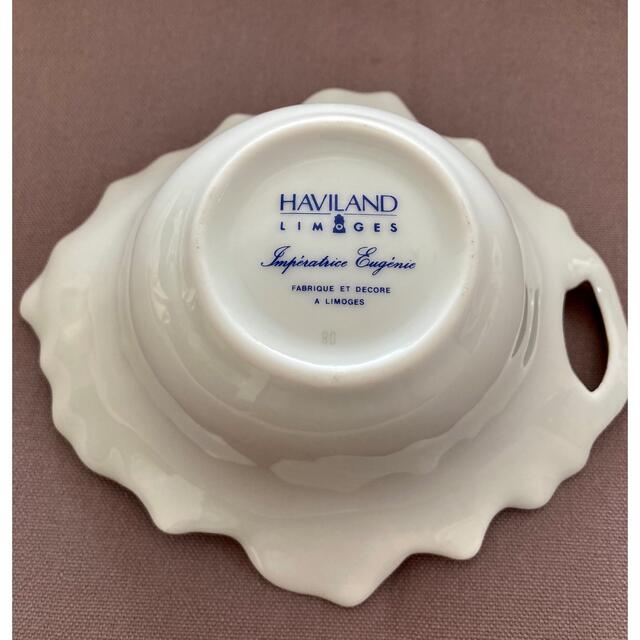 HAVILAND
LIMOGES
Impératrice Eugénie
FABRIQUE ET DECORE
A LIMOGES
80